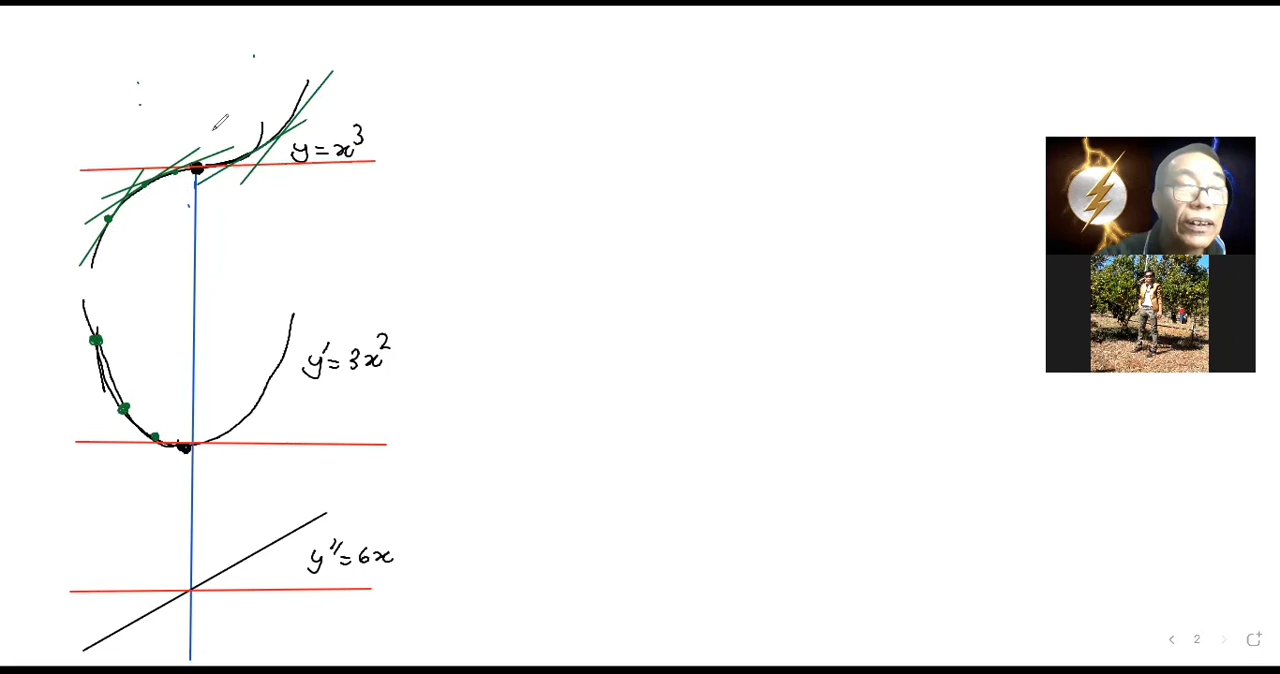 y = x³
y' = 3x²
y'' = 6x
2